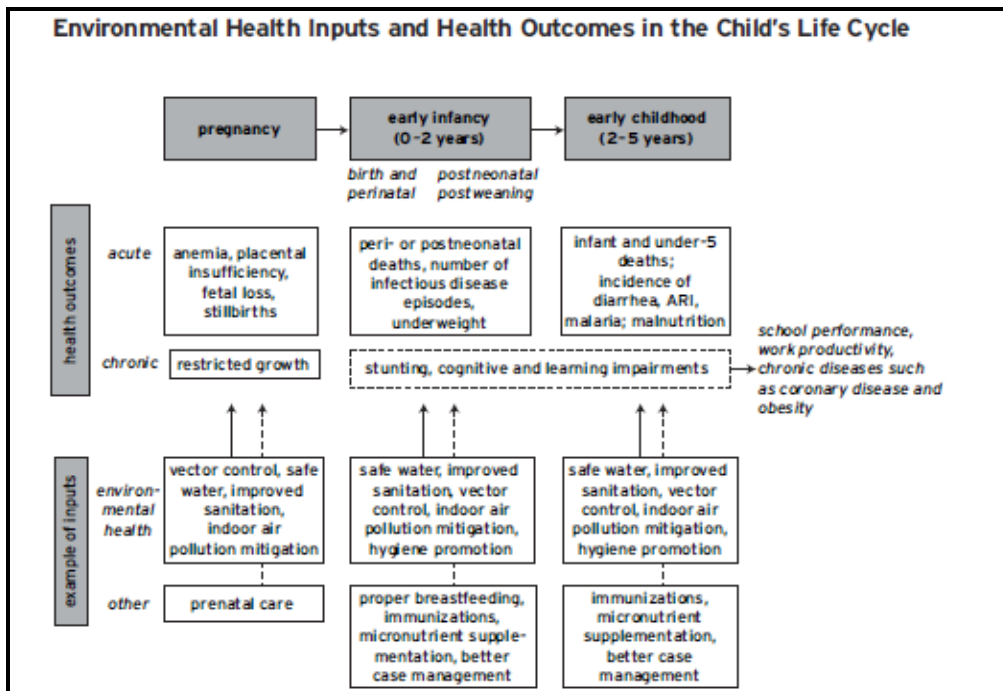 Environmental Health Inputs and Health Outcomes in the Child's Life Cycle
pregnancy
early infancy
(0–2 years)
early childhood
(2–5 years)
birth and
perinatal
postneonatal
postweaning
health outcomes
acute
anemia, placental
insufficiency,
fetal loss,
stillbirths
peri- or postneonatal
deaths, number of
infectious disease
episodes,
underweight
infant and under-5
deaths;
incidence of
diarrhea, ARI,
malaria; malnutrition
chronic
restricted growth
stunting, cognitive and learning impairments
school performance,
work productivity,
chronic diseases such
as coronary disease and
obesity
example of inputs
environ-
mental
health
vector control, safe
water, improved
sanitation,
indoor air
pollution mitigation
safe water, improved
sanitation, vector
control, indoor air
pollution mitigation,
hygiene promotion
safe water, improved
sanitation, vector
control, indoor air
pollution mitigation,
hygiene promotion
other
prenatal care
proper breastfeeding,
immunizations,
micronutrient supple-
mentation, better
case management
immunizations,
micronutrient
supplementation,
better case
management